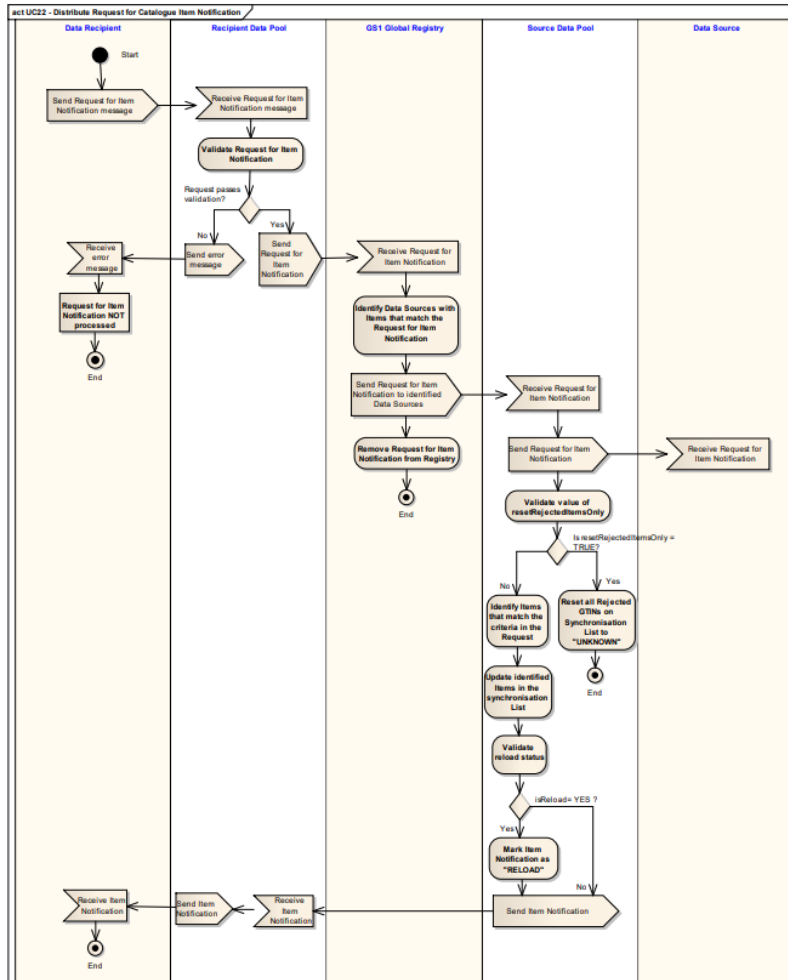 act UC22 - Distribute Request for Catalogue Item Notification
Data Recipient
Recipient Data Pool
GS1 Global Registry
Source Data Pool
Data Source
Start
Send Request for Item
Notification message
Receive Request for Item
Notification message
Validate Request for Item
Notification
Request passes
validation?
No
Yes
Receive
error
message
Send error
message
Send
Request for
Item
Notification
Receive Request for
Item Notification
Request for Item
Notification NOT
processed
End
Identify Data Sources with
Items that match the
Request for Item
Notification
Send Request for Item
Notification to identified
Data Sources
Receive Request for
Item Notification
Remove Request for Item
Notification from Registry
End
Send Request for Item
Notification
Receive Request for
Item Notification
Validate value of
resetRejectedItemsOnly
Is resetRejectedItemsOnly =
TRUE?
No
Yes
Identify Items
that match the
criteria in the
Request
Reset all Rejected
GTINs on
Synchronisation
List to
"UNKNOWN"
End
Update identified
Items in the
synchronisation
List
Validate
reload status
isReload= YES ?
Yes
Mark Item
Notification as
"RELOAD"
No
Receive Item
Notification
Send Item
Notification
Receive
Item
Notification
Send Item Notification
End